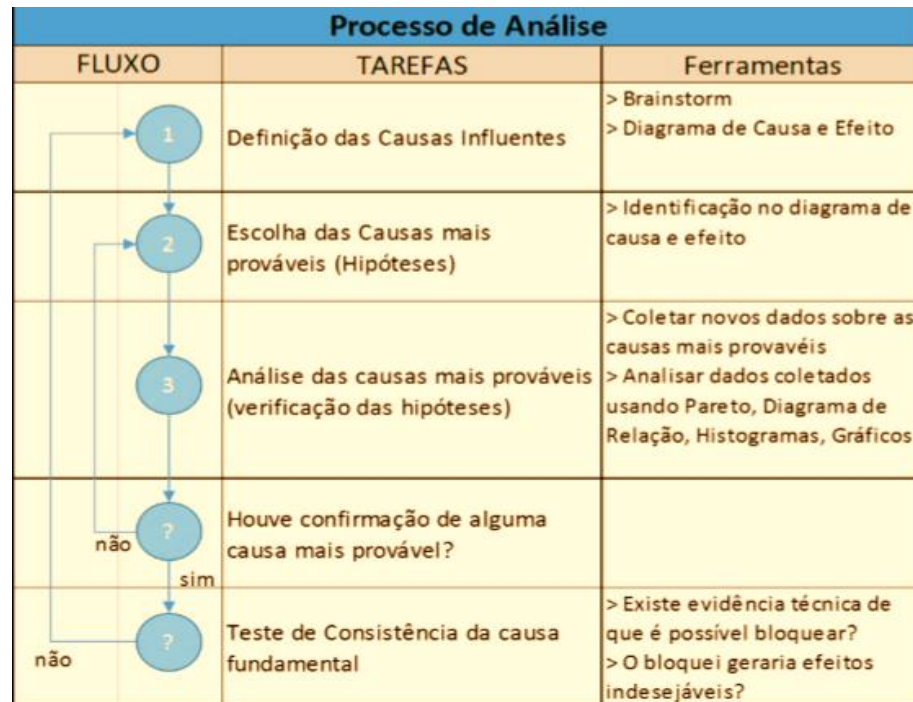 Processo de Análise
FLUXO
TAREFAS
Ferramentas
1
Definição das Causas Influentes
> Brainstorm
> Diagrama de Causa e Efeito
2
Escolha das Causas mais
prováveis (Hipóteses)
> Identificação no diagrama de
causa e efeito
3
Análise das causas mais prováveis
(verificação das hipóteses)
> Coletar novos dados sobre as
causas mais provavéis
> Analisar dados coletados
usando Pareto, Diagrama de
Relação, Histogramas, Gráficos
?
não
sim
Houve confirmação de alguma
causa mais provável?
?
não
Teste de Consistência da causa
fundamental
> Existe evidência técnica de
que é possível bloquear?
> O bloquei geraria efeitos
indesejáveis?